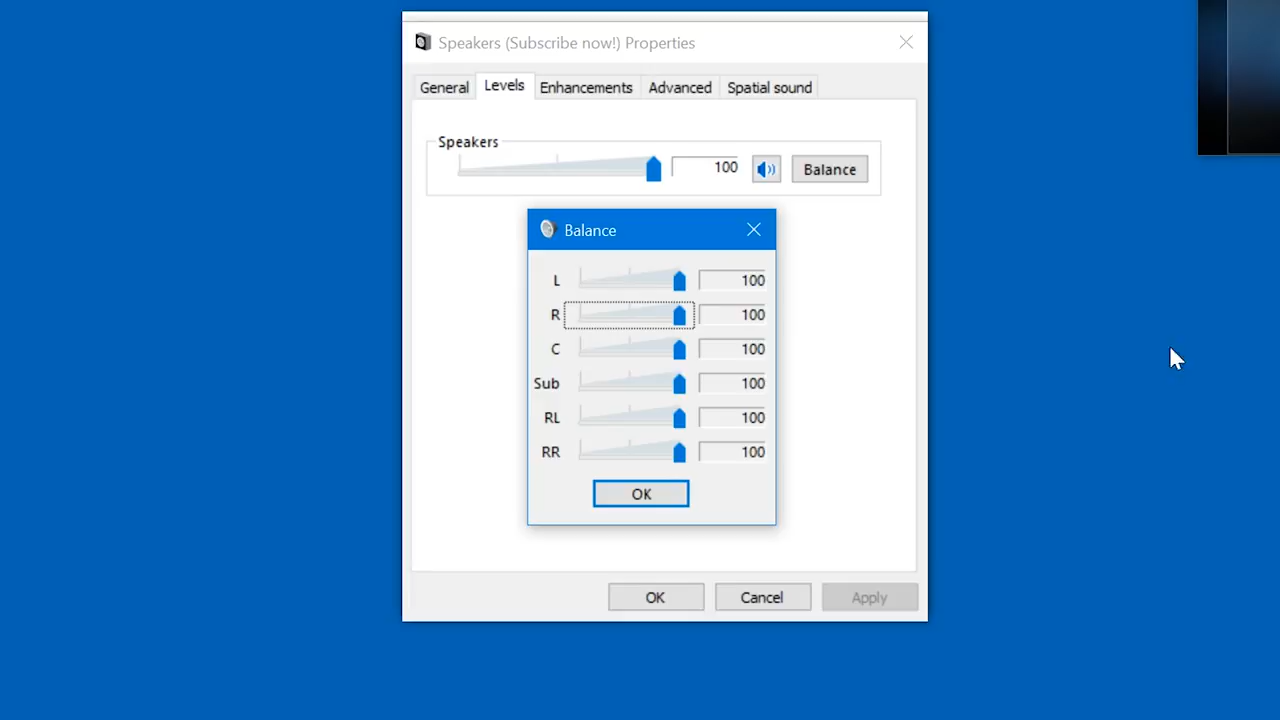 Speakers (Subscribe now!) Properties
General Levels Enhancements Advanced Spatial sound
Speakers
100 Balance
Balance
L 100
R 100
C 100
Sub 100
RL 100
RR 100
OK
OK Cancel Apply